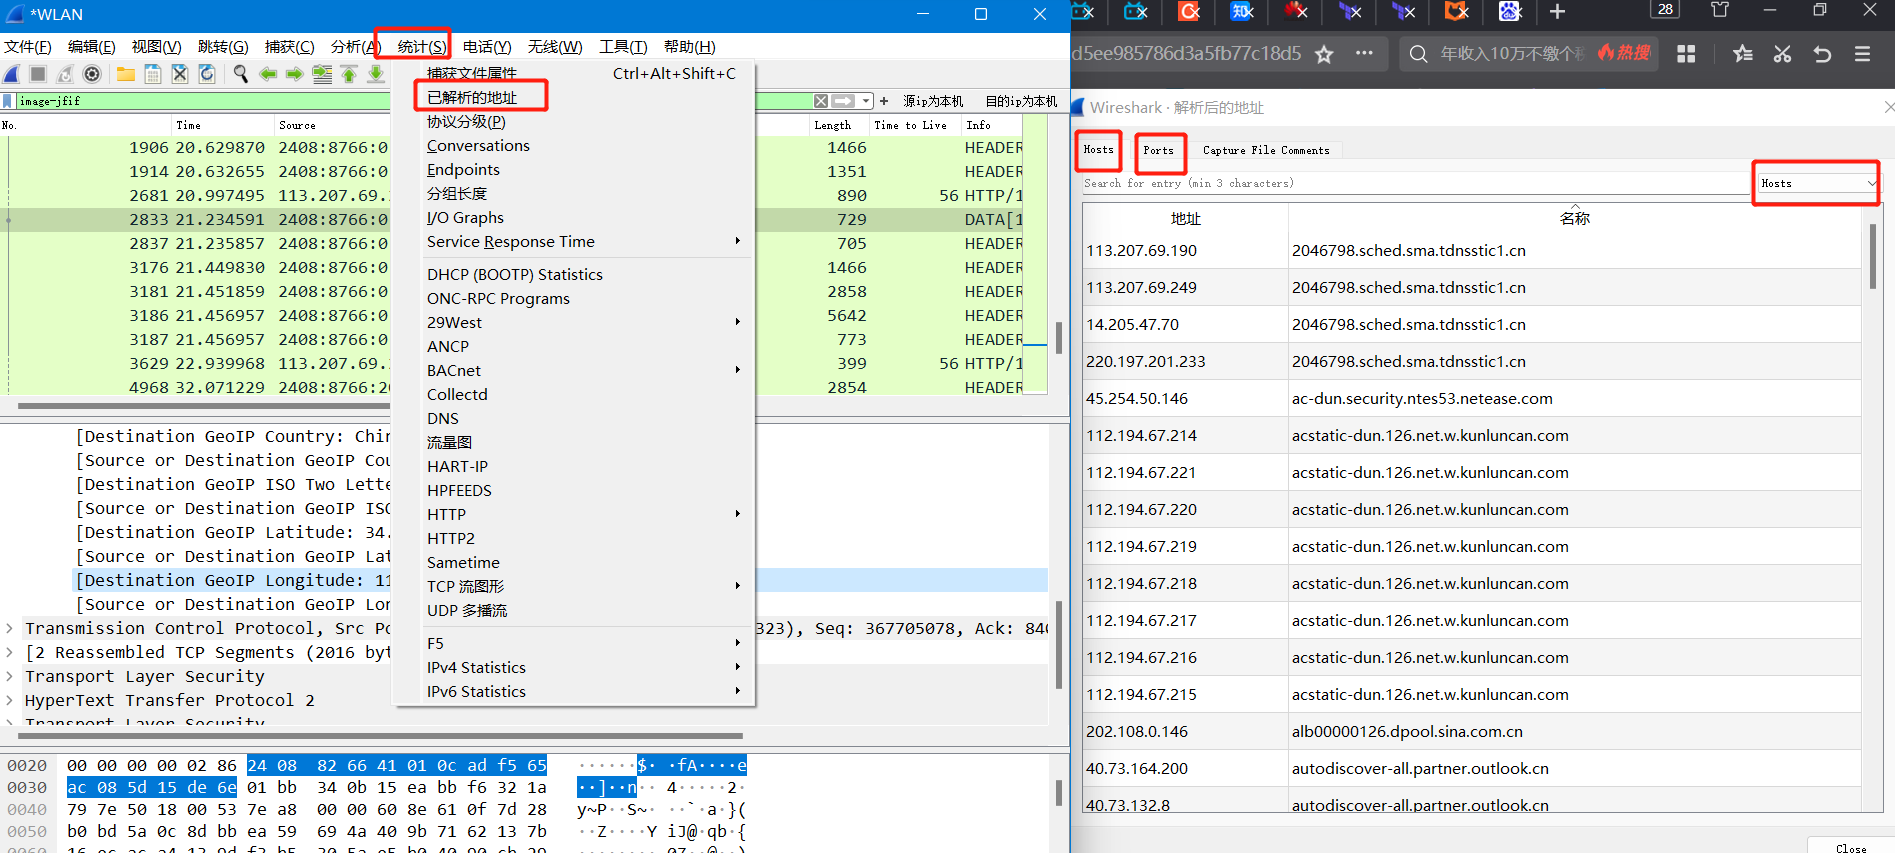 *WLAN
文件(F) 编辑(E) 视图(V) 跳转(G) 捕获(C) 分析(A) 统计(S) 电话(Y) 无线(W) 工具(T) 帮助(H)
image-jfif
源ip为本机 目的ip为本机
No. Time Source Length Time to Live Info
1906 20.629870 2408:8766:0: 1466 HEADER
1914 20.632655 2408:8766:0: 1351 HEADER
2681 20.997495 113.207.69. 890 56 HTTP/1
2833 21.234591 2408:8766:0: 729 DATA[1
2837 21.235857 2408:8766:0: 705 HEADER
3176 21.449830 2408:8766:0: 1466 HEADER
3181 21.451859 2408:8766:0: 2858 HEADER
3186 21.456957 2408:8766:0: 5642 HEADER
3187 21.456957 2408:8766:0: 773 HEADER
3629 22.939968 113.207.69. 399 56 HTTP/1
4968 32.071229 2408:8766:20 2854 HEADER
捕获文件属性 Ctrl+Alt+Shift+C
已解析的地址
协议分级(P)
Conversations
Endpoints
分组长度
I/O Graphs
Service Response Time
DHCP (BOOTP) Statistics
ONC-RPC Programs
29West
ANCP
BACnet
Collectd
DNS
流量图
HART-IP
HPFEEDS
HTTP
HTTP2
Sametime
TCP 流图形
UDP 多播流
F5
IPv4 Statistics
IPv6 Statistics
[Destination GeoIP Country: Chin
[Source or Destination GeoIP Cou
[Destination GeoIP ISO Two Lette
[Source or Destination GeoIP ISO
[Destination GeoIP Latitude: 34.
[Source or Destination GeoIP Lat
[Destination GeoIP Longitude: 11
[Source or Destination GeoIP Lon
Transmission Control Protocol, Src Po 323), Seq: 367705078, Ack: 840
[2 Reassembled TCP Segments (2016 byt
Transport Layer Security
HyperText Transfer Protocol 2
Transport Layer Security
0020 00 00 00 00 02 86 24 08 82 66 41 01 0c ad f5 65 ······$· ·fA····e
0030 ac 08 5d 15 de 6e 01 bb 34 0b 15 ea bb f6 32 1a ··]··n·· 4·····2·
0040 79 7e 50 18 00 53 7e a8 00 00 60 8e 61 0f 7d 28 y~P··S~· ··`·a·}(
0050 b0 bd 5a 0c 8d bb ea 59 69 4a 40 9b 71 62 13 7b ··Z····Y iJ@·qb·{
28
d5ee985786d3a5fb77c18d5
年收入10万不缴个 热搜
Wireshark · 解析后的地址
Hosts Ports Capture File Comments
Search for entry (min 3 characters) Hosts
地址 名称
113.207.69.190 2046798.sched.sma.tdnsstic1.cn
113.207.69.249 2046798.sched.sma.tdnsstic1.cn
14.205.47.70 2046798.sched.sma.tdnsstic1.cn
220.197.201.233 2046798.sched.sma.tdnsstic1.cn
45.254.50.146 ac-dun.security.ntes53.netease.com
112.194.67.214 acstatic-dun.126.net.w.kunluncan.com
112.194.67.221 acstatic-dun.126.net.w.kunluncan.com
112.194.67.220 acstatic-dun.126.net.w.kunluncan.com
112.194.67.219 acstatic-dun.126.net.w.kunluncan.com
112.194.67.218 acstatic-dun.126.net.w.kunluncan.com
112.194.67.217 acstatic-dun.126.net.w.kunluncan.com
112.194.67.216 acstatic-dun.126.net.w.kunluncan.com
112.194.67.215 acstatic-dun.126.net.w.kunluncan.com
202.108.0.146 alb00000126.dpool.sina.com.cn
40.73.164.200 autodiscover-all.partner.outlook.cn
40.73.132.8 autodiscover-all.partner.outlook.cn
Close